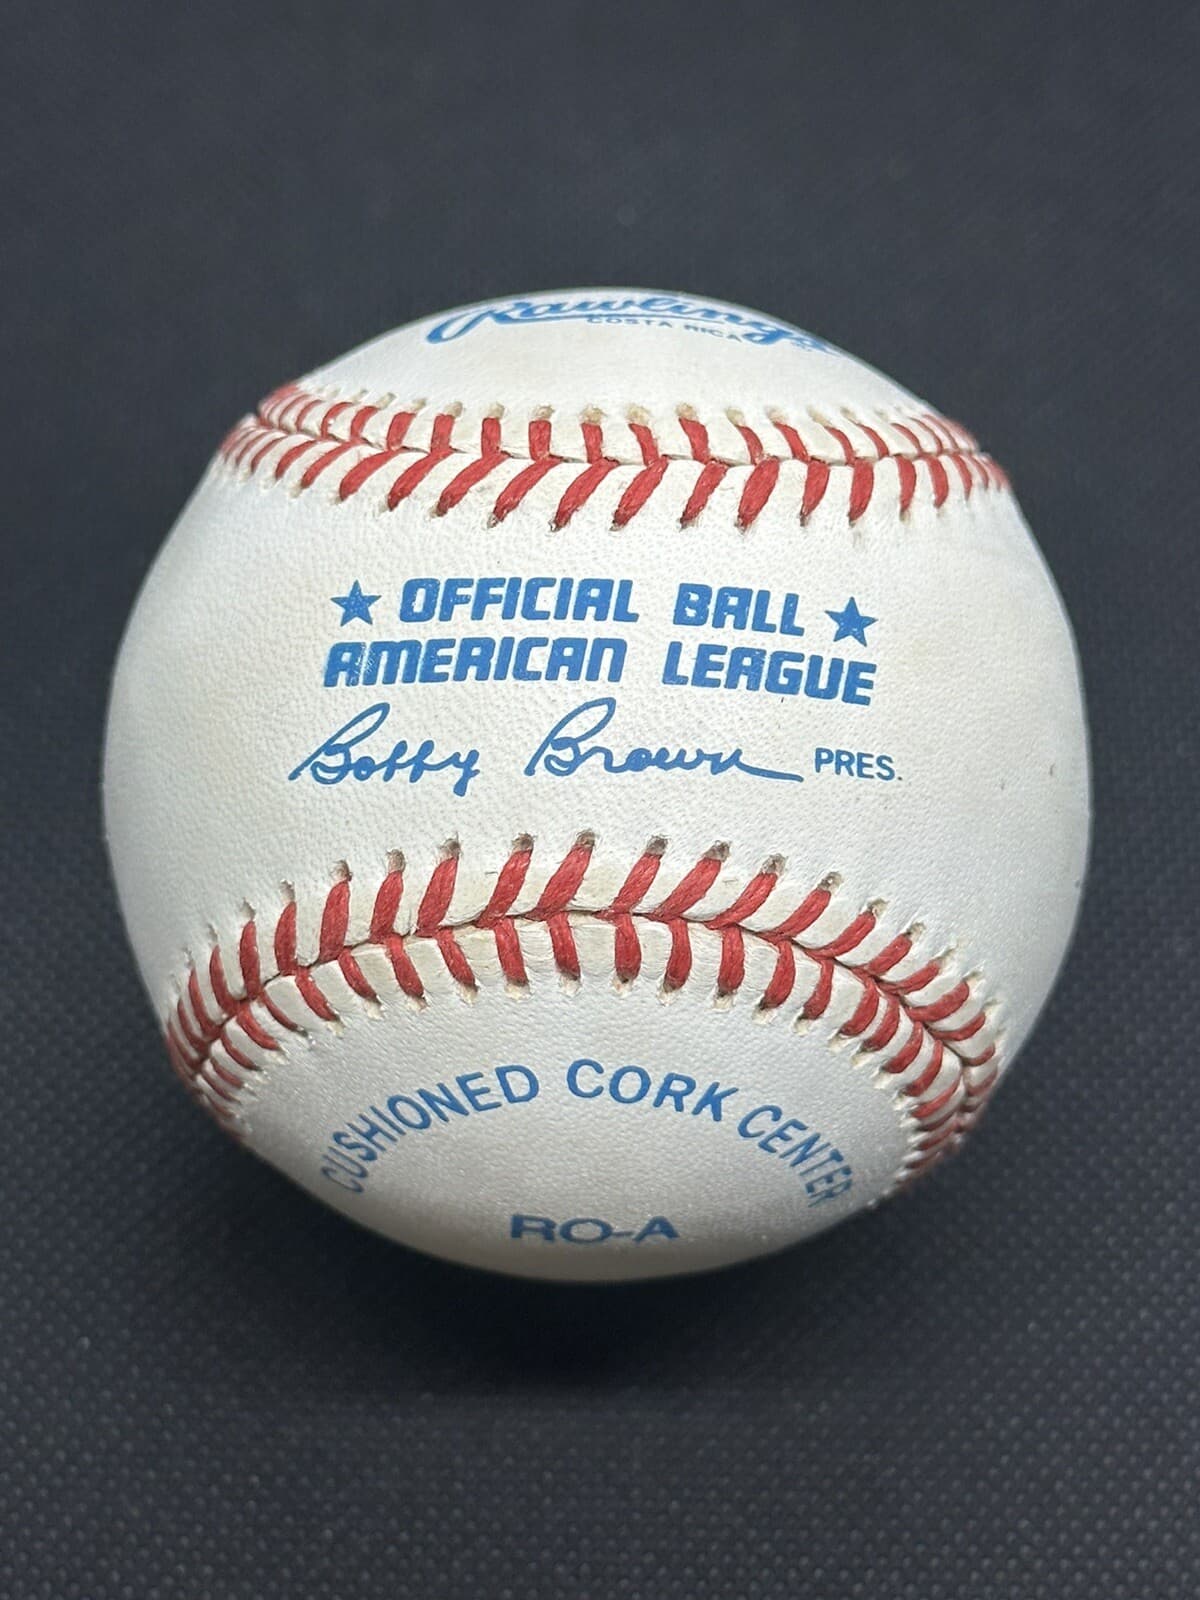 Rawlings
COSTA RICA
★ OFFICIAL BALL ★
AMERICAN LEAGUE
Bobby Brown PRES.
CUSHIONED CORK CENTER
RO-A